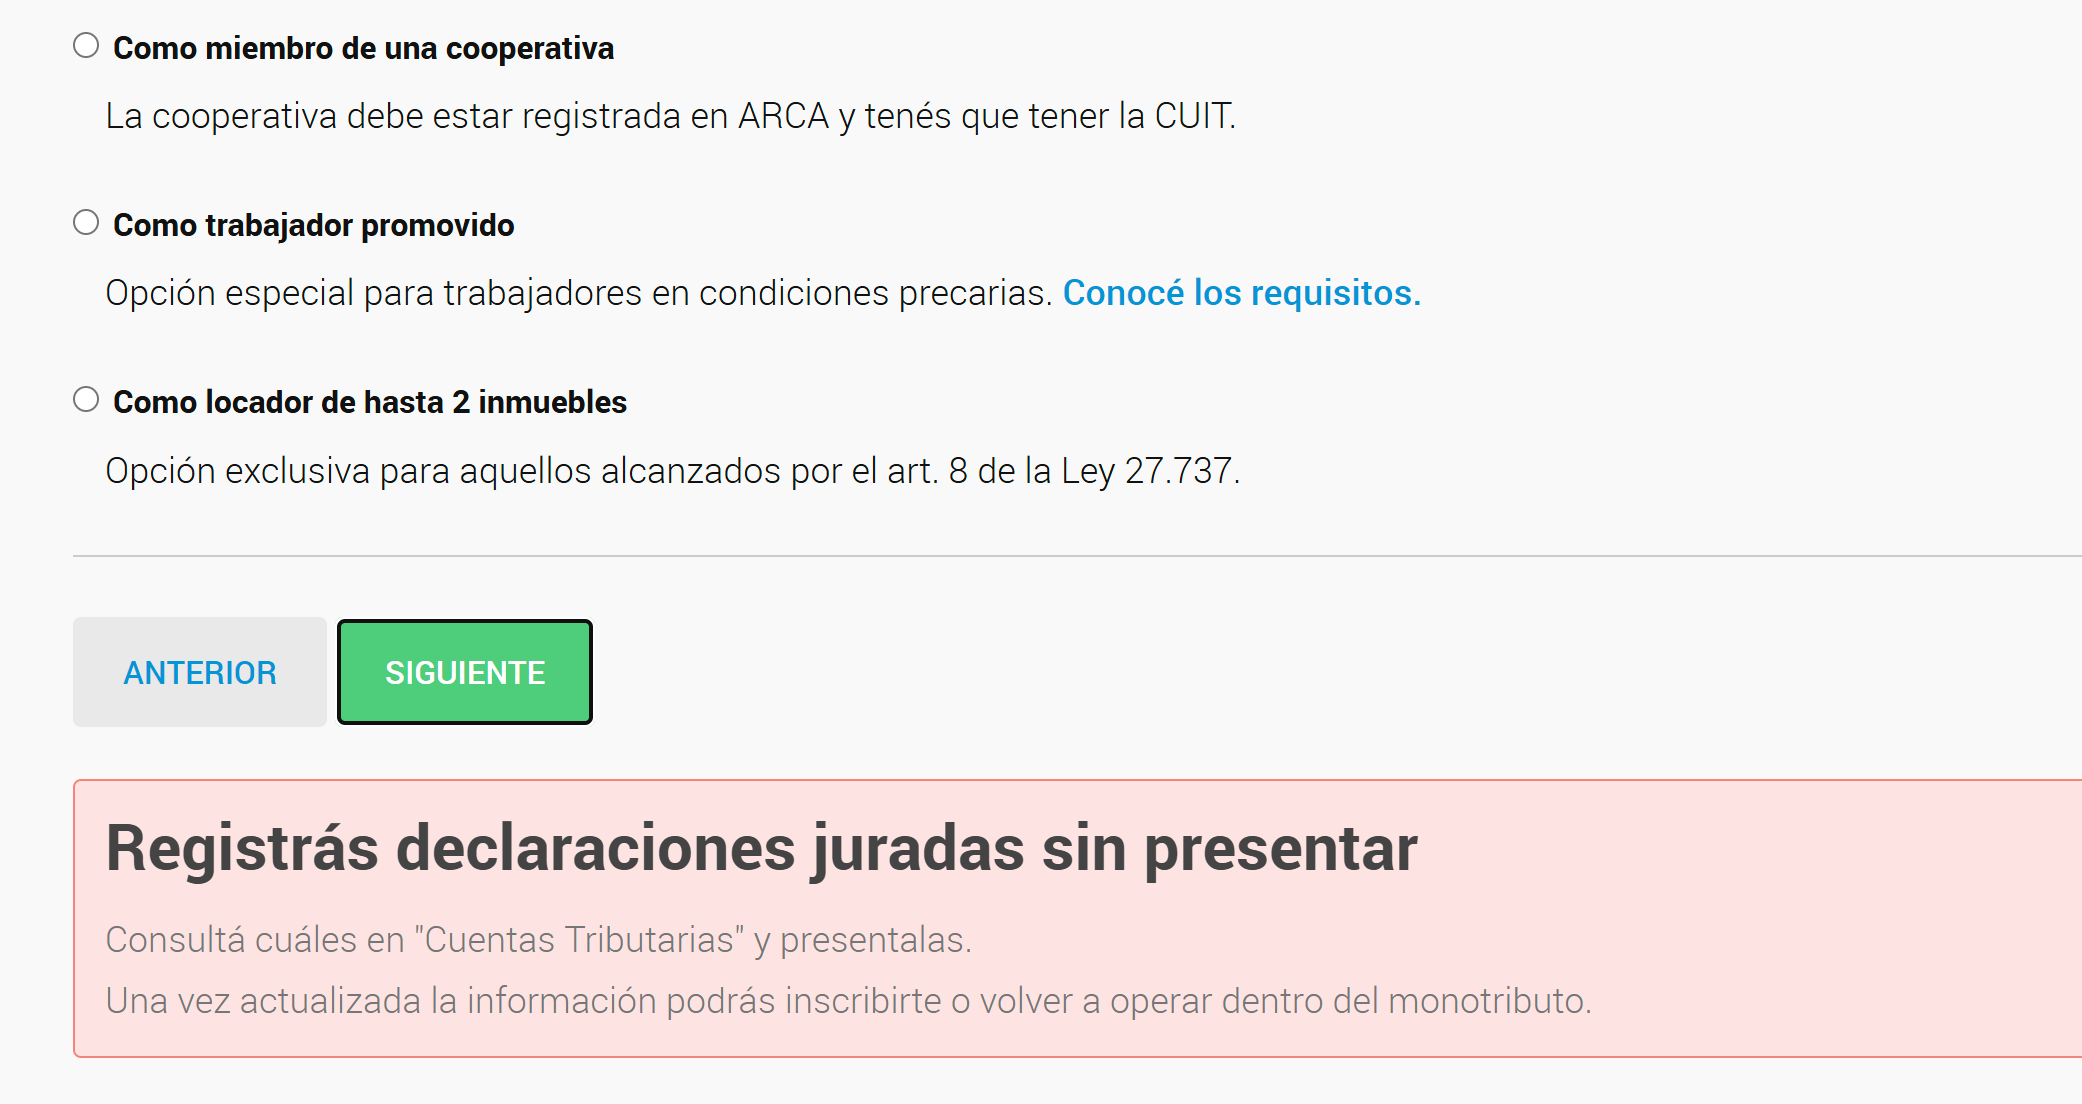 Como miembro de una cooperativa
La cooperativa debe estar registrada en ARCA y tenés que tener la CUIT.
Como trabajador promovido
Opción especial para trabajadores en condiciones precarias. Conocé los requisitos.
Como locador de hasta 2 inmuebles
Opción exclusiva para aquellos alcanzados por el art. 8 de la Ley 27.737.
ANTERIOR SIGUIENTE
Registrás declaraciones juradas sin presentar
Consultá cuáles en "Cuentas Tributarias" y presentalas.
Una vez actualizada la información podrás inscribirte o volver a operar dentro del monotributo.